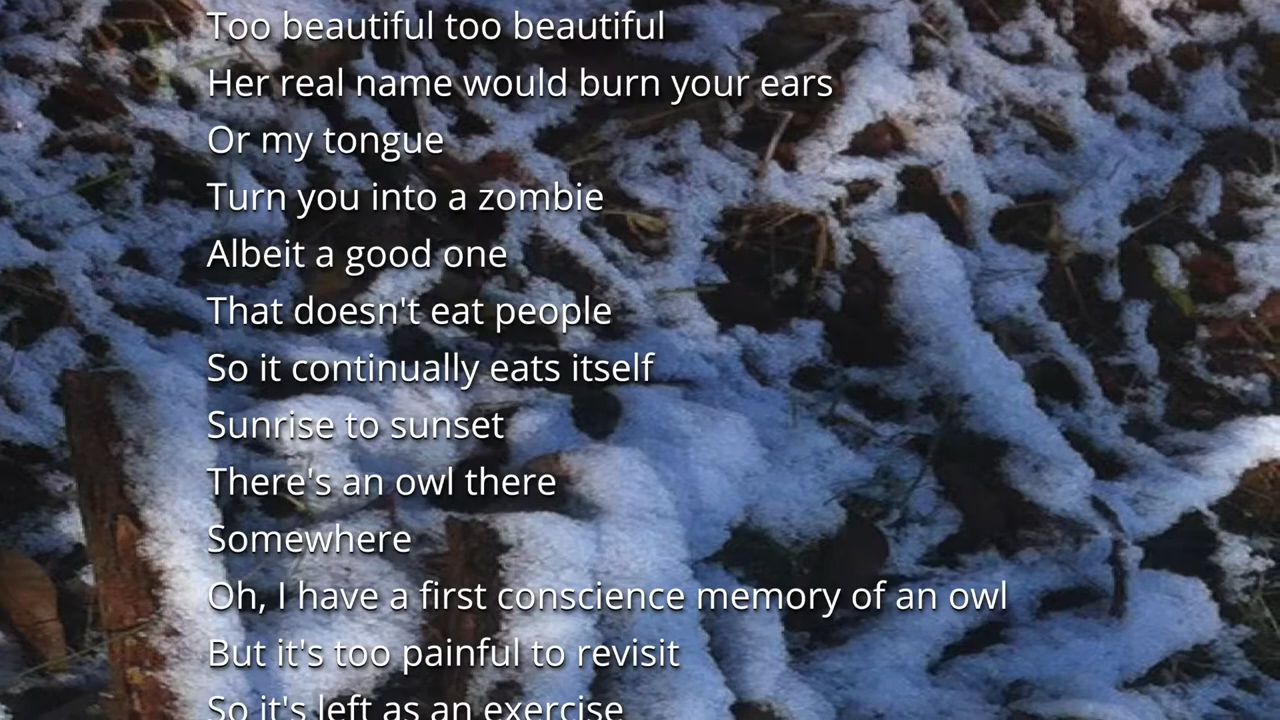 Too beautiful too beautiful
Her real name would burn your ears
Or my tongue
Turn you into a zombie
Albeit a good one
That doesn't eat people
So it continually eats itself
Sunrise to sunset
There's an owl there
Somewhere
Oh, I have a first conscience memory of an owl
But it's too painful to revisit
So it's left as an exercise